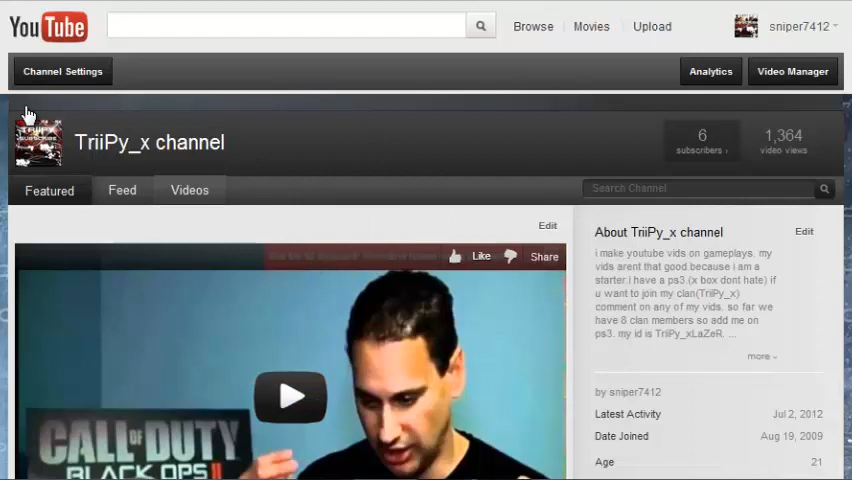 YouTube
Browse Movies Upload sniper7412
Channel Settings Analytics Video Manager
TriiPy_x channel
6 1,364
subscribers › video views
Featured Feed Videos Search Channel
Edit
About TriiPy_x channel Edit
Like Share
i make youtube vids on gameplays. my
vids arent that good because i am a
starter.i have a ps3.(x box dont hate) if
u want to join my clan(TriiPy_x)
comment on any of my vids. so far we
have 8 clan members so add me on
ps3. my id is TriiPy_xLaZeR. ...
more
by sniper7412
Latest Activity Jul 2, 2012
Date Joined Aug 19, 2009
Age 21
CALL OF DUTY
BLACK OPS II